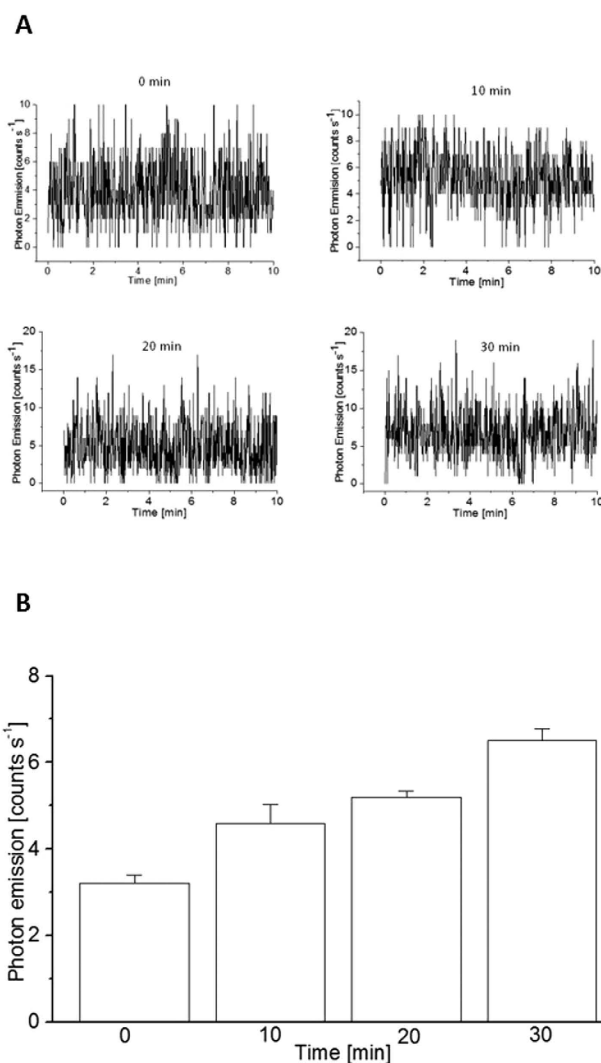 A
0 min
10 min
Photon Emmision [counts s⁻¹]
10
8
6
4
2
0
0 2 4 6 8 10
Time [min]
Photon Emission [counts s⁻¹]
10
8
6
4
2
0
0 2 4 6 8 10
Time [min]
20 min
30 min
Photon Emission [counts s⁻¹]
20
15
10
5
0
0 2 4 6 8 10
Time [min]
Photon Emission [counts s⁻¹]
20
15
10
5
0
0 2 4 6 8 10
Time [min]
B
Photon emission [counts s⁻¹]
8
6
4
2
0
0 10 20 30
Time [min]